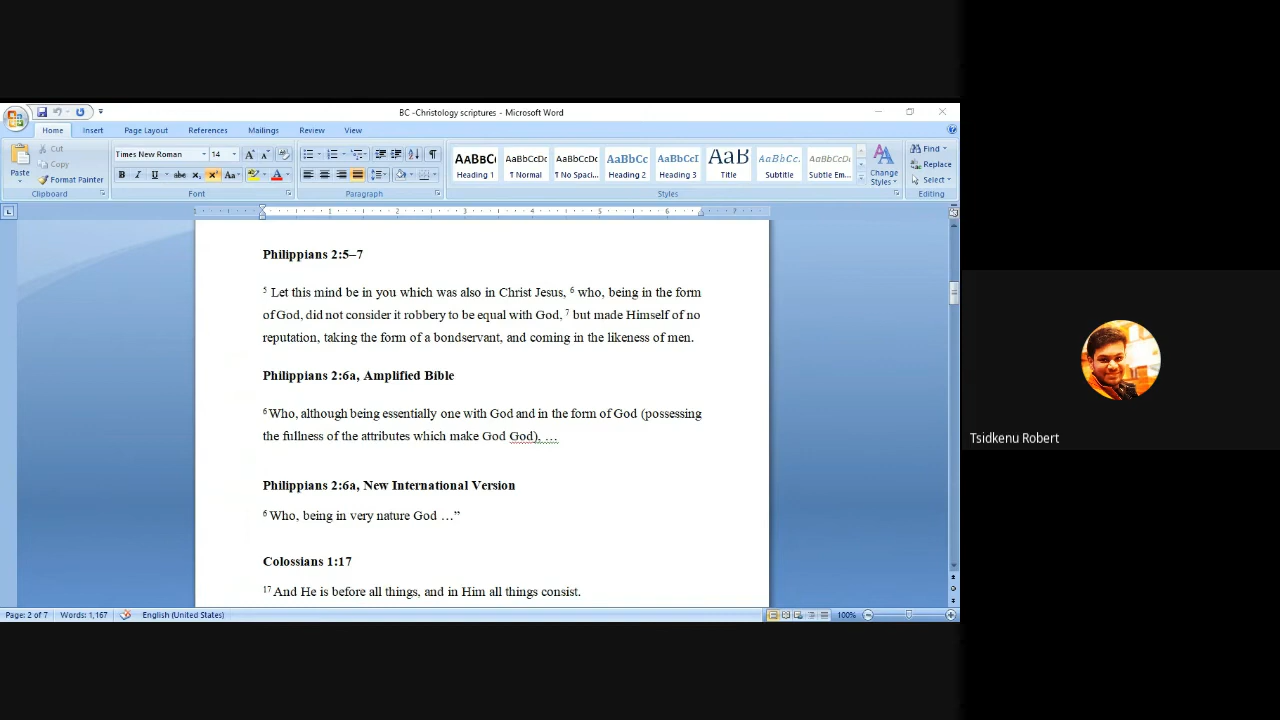 BC -Christology scriptures - Microsoft Word
Home Insert Page Layout References Mailings Review View
Paste
Cut
Copy
Format Painter
Clipboard
Times New Roman 14
Font
Paragraph
AaBbC AaBbCcDc AaBbCcDc AaBbCc AaBbCcI AaB AaBbCc. AaBbCcDc
Heading 1 ¶ Normal ¶ No Spaci... Heading 2 Heading 3 Title Subtitle Subtle Em...
Styles
Change Styles
Find
Replace
Select
Editing
Philippians 2:5–7
5 Let this mind be in you which was also in Christ Jesus, 6 who, being in the form
of God, did not consider it robbery to be equal with God, 7 but made Himself of no
reputation, taking the form of a bondservant, and coming in the likeness of men.
Philippians 2:6a, Amplified Bible
6 Who, although being essentially one with God and in the form of God (possessing
the fullness of the attributes which make God God), …
Philippians 2:6a, New International Version
6 Who, being in very nature God …”
Colossians 1:17
17 And He is before all things, and in Him all things consist.
Page: 2 of 7 Words: 1,167 English (United States) 100%
Tsidkenu Robert